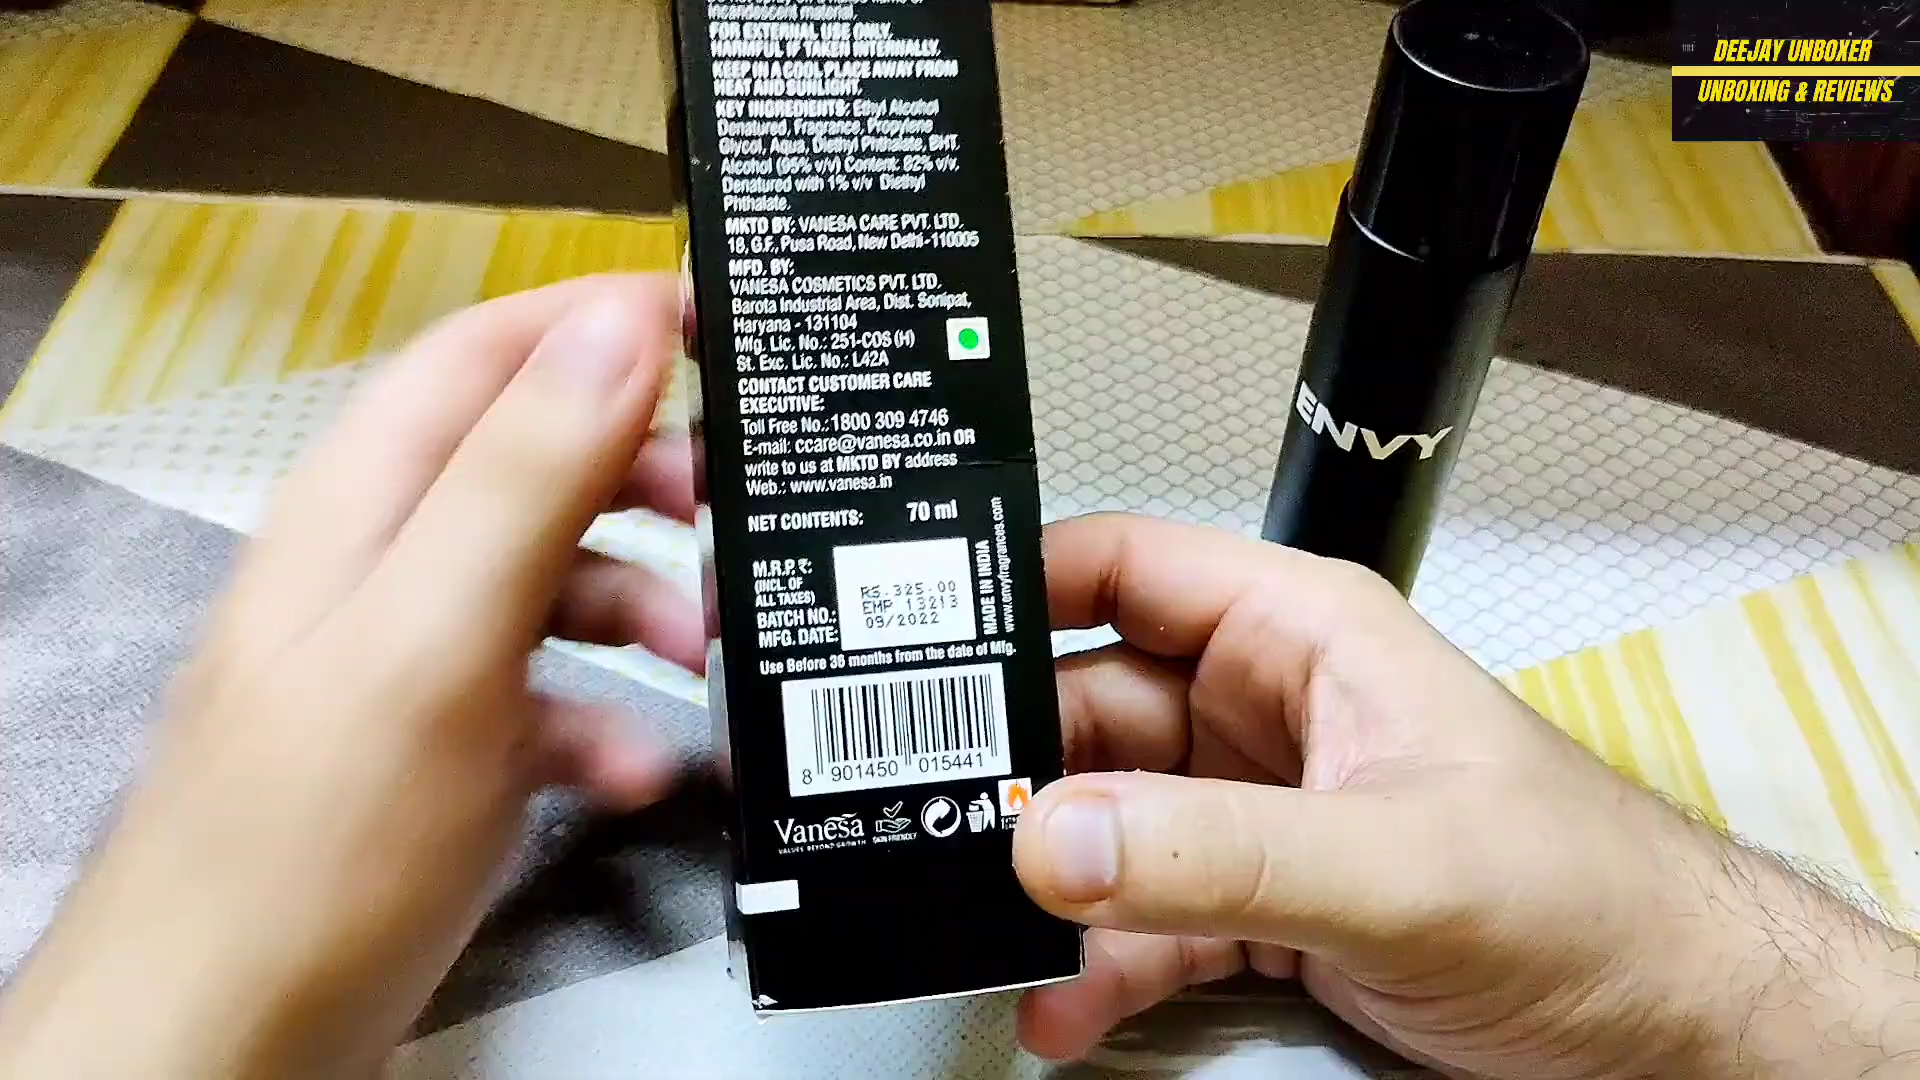 DEEJAY UNBOXER
UNBOXING & REVIEWS
incandescent material.
FOR EXTERNAL USE ONLY.
HARMFUL IF TAKEN INTERNALLY.
KEEP IN A COOL PLACE AWAY FROM
HEAT AND SUNLIGHT.
KEY INGREDIENTS: Ethyl Alcohol
Denatured, Fragrance, Propylene
Glycol, Aqua, Diethyl Phthalate, BHT.
Alcohol (95% v/v) Content: 82% v/v,
Denatured with 1% v/v Diethyl
Phthalate.
MKTD BY: VANESA CARE PVT. LTD.
18, G.F., Pusa Road, New Delhi-110005
MFD. BY:
VANESA COSMETICS PVT. LTD.
Barota Industrial Area, Dist. Sonipat,
Haryana - 131104
Mfg. Lic. No.: 251-COS (H)
St. Exc. Lic. No.: L42A
CONTACT CUSTOMER CARE
EXECUTIVE:
Toll Free No.: 1800 309 4746
E-mail: ccare@vanesa.co.in OR
write to us at MKTD BY address
Web.: www.vanesa.in
NET CONTENTS: 70 ml
M.R.P. ₹:
(INCL. OF
ALL TAXES)
BATCH NO.:
MFG. DATE:
RS.325.00
EMP 13213
09/2022
MADE IN INDIA
www.envyfragrances.com
Use Before 36 months from the date of Mfg.
8 901450 015441
Vanesa
VALUES BEYOND GROWTH
SKIN FRIENDLY
ENVY